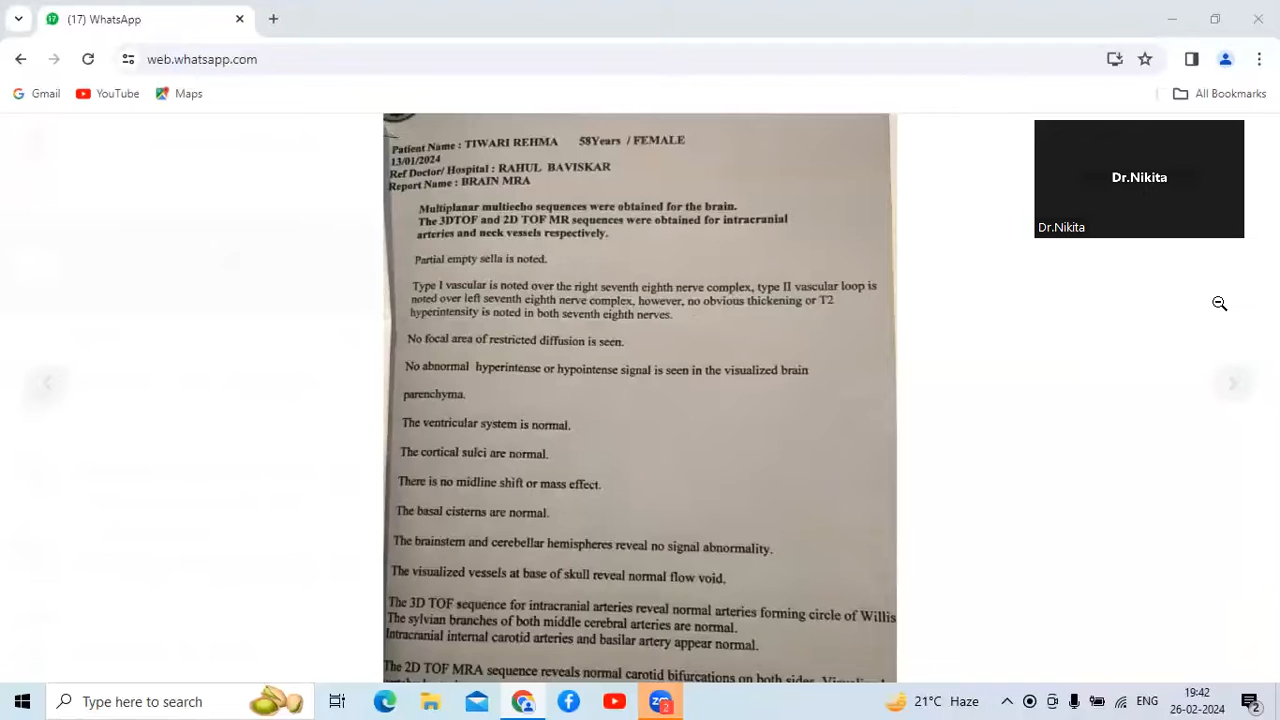 (17) WhatsApp
web.whatsapp.com
Gmail
YouTube
Maps
All Bookmarks
Patient Name : TIWARI REHMA 58Years / FEMALE
13/01/2024
Ref Doctor/ Hospital : RAHUL BAVISKAR
Report Name : BRAIN MRA
Multiplanar multiecho sequences were obtained for the brain.
The 3DTOF and 2D TOF MR sequences were obtained for intracranial
arteries and neck vessels respectively.
Partial empty sella is noted.
Type I vascular is noted over the right seventh eighth nerve complex, type II vascular loop is
noted over left seventh eighth nerve complex, however, no obvious thickening or T2
hyperintensity is noted in both seventh eighth nerves.
No focal area of restricted diffusion is seen.
No abnormal hyperintense or hypointense signal is seen in the visualized brain
parenchyma.
The ventricular system is normal.
The cortical sulci are normal.
There is no midline shift or mass effect.
The basal cisterns are normal.
The brainstem and cerebellar hemispheres reveal no signal abnormality.
The visualized vessels at base of skull reveal normal flow void.
The 3D TOF sequence for intracranial arteries reveal normal arteries forming circle of Willis
The sylvian branches of both middle cerebral arteries are normal.
Intracranial internal carotid arteries and basilar artery appear normal.
The 2D TOF MRA sequence reveals normal carotid bifurcations on both sides.
Dr.Nikita
Dr.Nikita
Type here to search
2
21°C Haze
ENG
19:42
26-02-2024
2